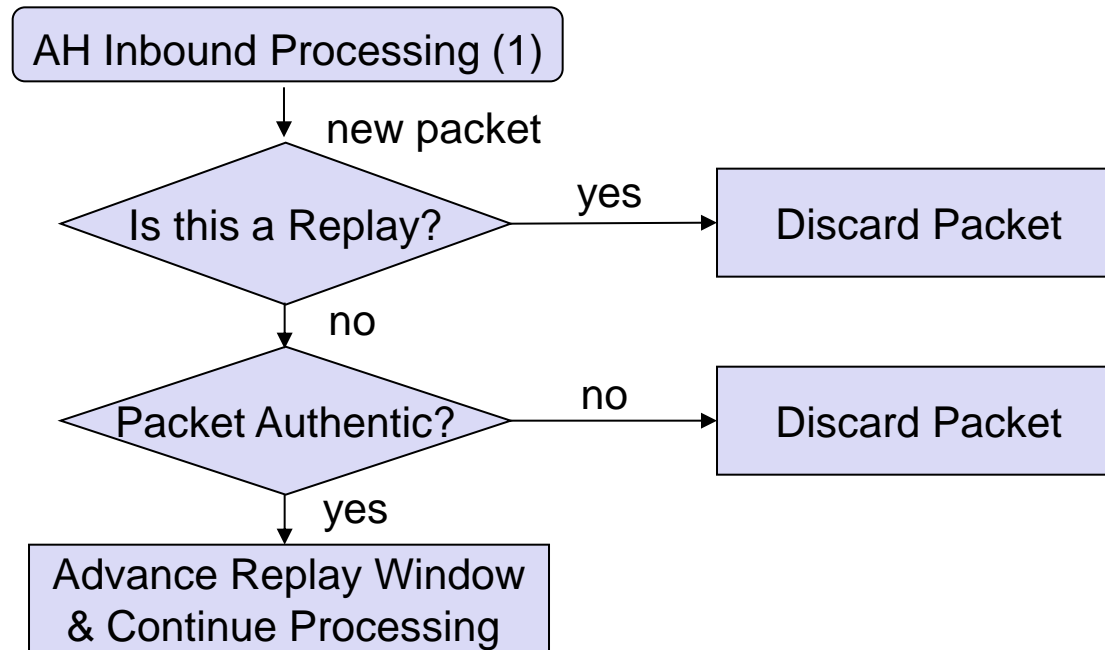 AH Inbound Processing (1)
new packet
Is this a Replay?
yes
Discard Packet
no
Packet Authentic?
no
Discard Packet
yes
Advance Replay Window
& Continue Processing